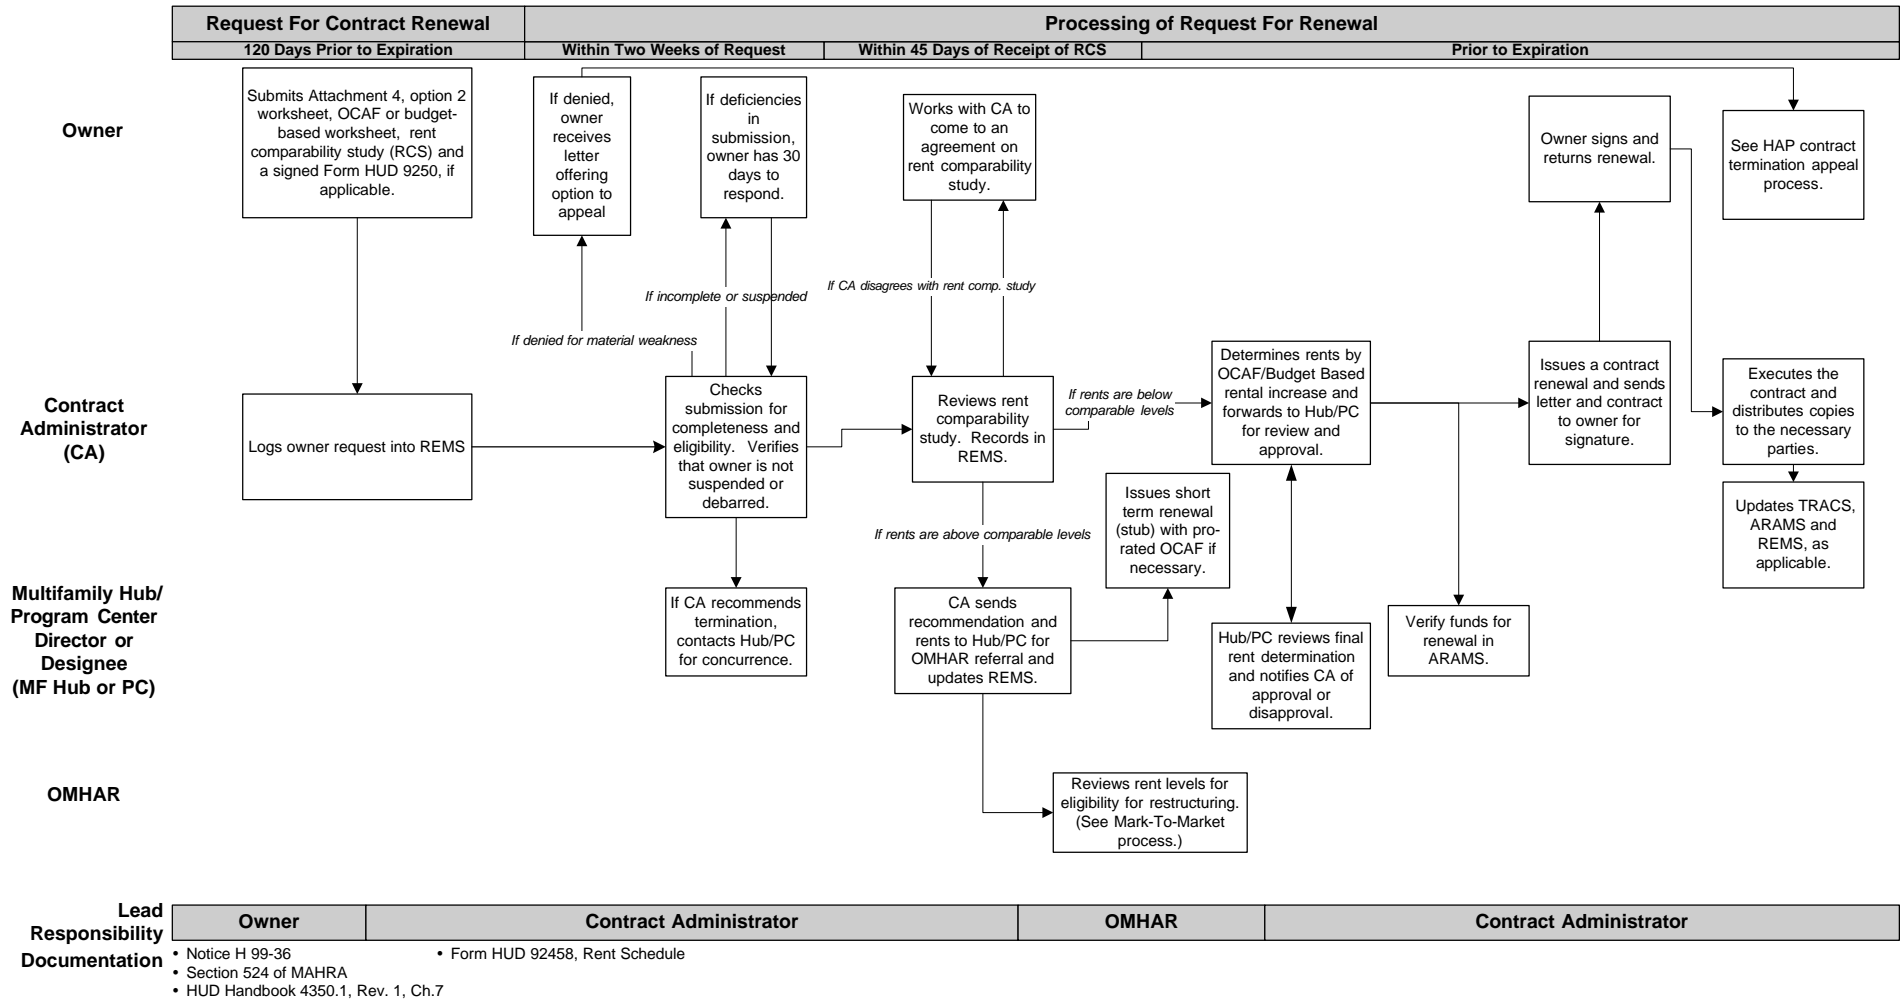 Request For Contract Renewal
Processing of Request For Renewal
120 Days Prior to Expiration
Within Two Weeks of Request
Within 45 Days of Receipt of RCS
Prior to Expiration
Owner
Submits Attachment 4, option 2
worksheet, OCAF or budget-
based worksheet, rent
comparability study (RCS) and
a signed Form HUD 9250, if
applicable.
If denied,
owner
receives
letter
offering
option to
appeal
If deficiencies
in
submission,
owner has 30
days to
respond.
Works with CA to
come to an
agreement on
rent comparability
study.
Owner signs and
returns renewal.
See HAP contract
termination appeal
process.
If incomplete or suspended
If CA disagrees with rent comp. study
If denied for material weakness
Contract
Administrator
(CA)
Logs owner request into REMS
Checks
submission for
completeness and
eligibility. Verifies
that owner is not
suspended or
debarred.
Reviews rent
comparability
study. Records in
REMS.
If rents are below
comparable levels
Determines rents by
OCAF/Budget Based
rental increase and
forwards to Hub/PC
for review and
approval.
Issues a contract
renewal and sends
letter and contract
to owner for
signature.
Executes the
contract and
distributes copies
to the necessary
parties.
Issues short
term renewal
(stub) with pro-
rated OCAF if
necessary.
Updates TRACS,
ARAMS and
REMS, as
applicable.
If rents are above comparable levels
Multifamily Hub/
Program Center
Director or
Designee
(MF Hub or PC)
If CA recommends
termination,
contacts Hub/PC
for concurrence.
CA sends
recommendation and
rents to Hub/PC for
OMHAR referral and
updates REMS.
Hub/PC reviews final
rent determination
and notifies CA of
approval or
disapproval.
Verify funds for
renewal in
ARAMS.
OMHAR
Reviews rent levels for
eligibility for restructuring.
(See Mark-To-Market
process.)
Lead
Responsibility
Owner
Contract Administrator
OMHAR
Contract Administrator
Documentation
• Notice H 99-36
• Section 524 of MAHRA
• HUD Handbook 4350.1, Rev. 1, Ch.7
• Form HUD 92458, Rent Schedule